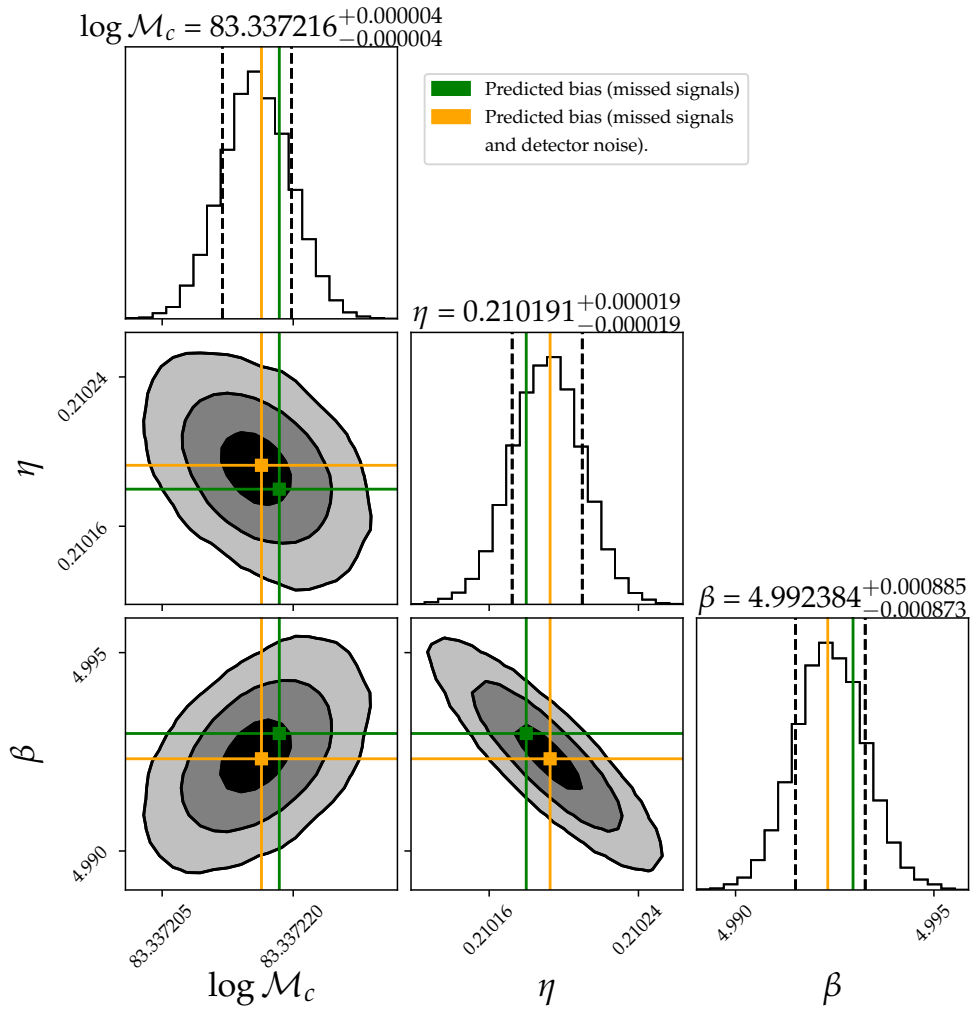 log ℳ_c = 83.337216^{+0.000004}_{−0.000004}
Predicted bias (missed signals)
Predicted bias (missed signals
and detector noise).
η = 0.210191^{+0.000019}_{−0.000019}
0.21024
0.21016
η
β = 4.992384^{+0.000885}_{−0.000873}
4.995
4.990
β
83.337205
83.337220
0.21016
0.21024
4.990
4.995
log ℳ_c
η
β